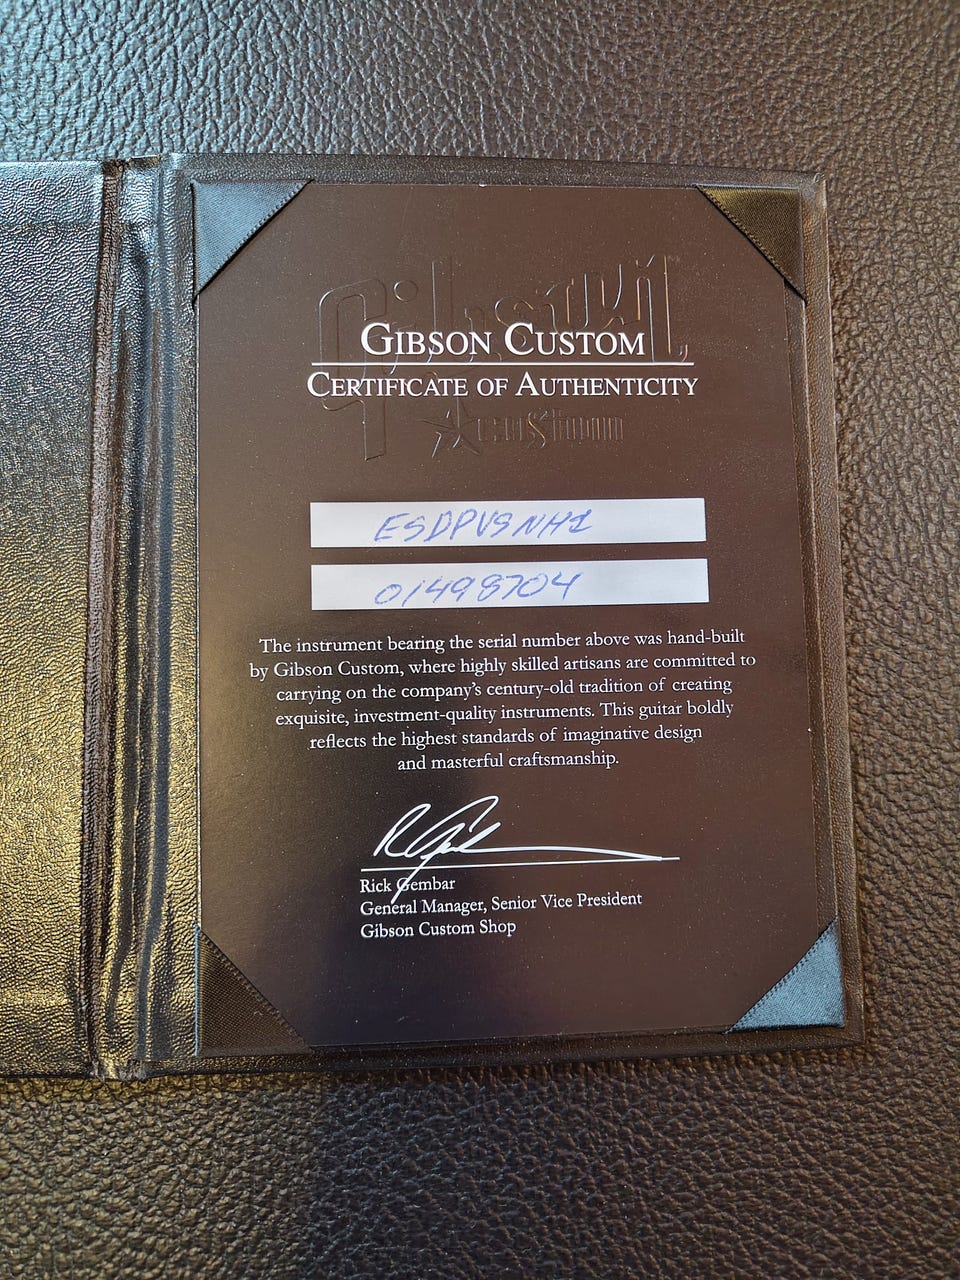 Gibson
Custom
GIBSON CUSTOM
CERTIFICATE OF AUTHENTICITY
ESDPVSNH1
01498704
The instrument bearing the serial number above was hand-built
by Gibson Custom, where highly skilled artisans are committed to
carrying on the company's century-old tradition of creating
exquisite, investment-quality instruments. This guitar boldly
reflects the highest standards of imaginative design
and masterful craftsmanship.
Rick Gembar
General Manager, Senior Vice President
Gibson Custom Shop